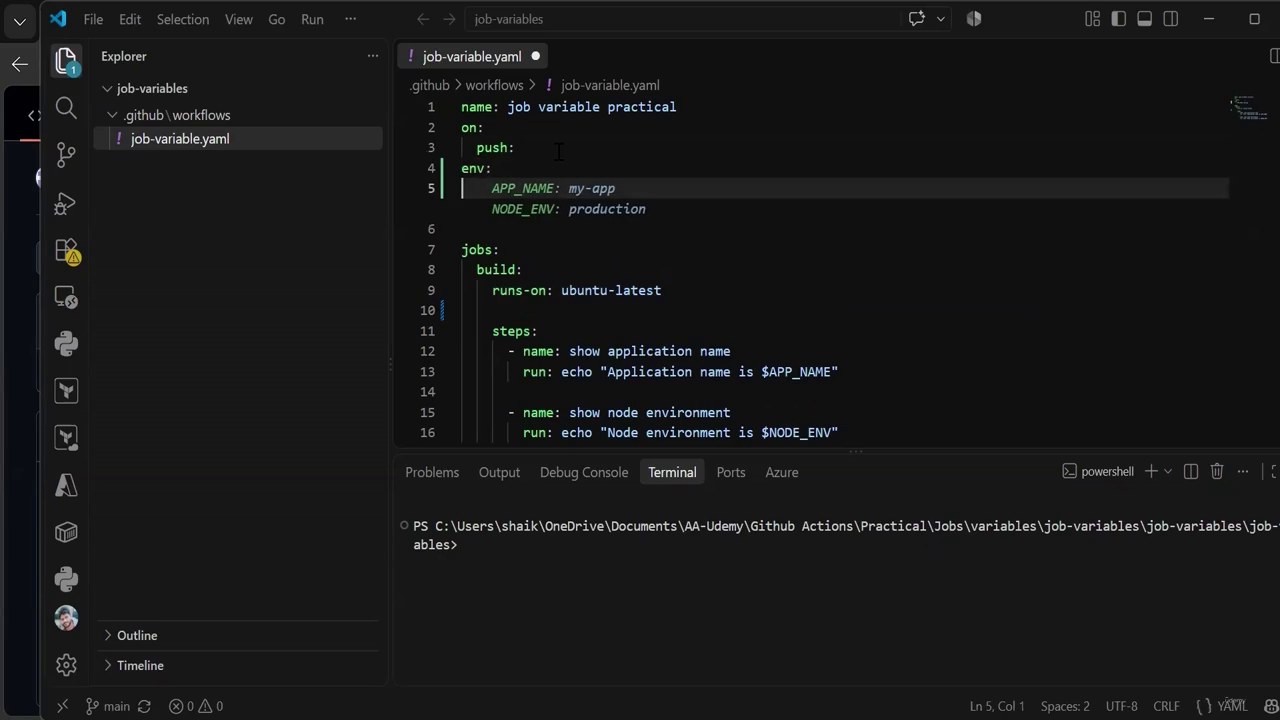 File Edit Selection View Go Run ···
job-variables
Explorer
job-variables
.github\workflows
! job-variable.yaml
1
Outline
Timeline
! job-variable.yaml
.github > workflows > ! job-variable.yaml
1 name: job variable practical
2 on:
3 push:
4 env:
5 APP_NAME: my-app
NODE_ENV: production
6
7 jobs:
8 build:
9 runs-on: ubuntu-latest
10
11 steps:
12 - name: show application name
13 run: echo "Application name is $APP_NAME"
14
15 - name: show node environment
16 run: echo "Node environment is $NODE_ENV"
Problems Output Debug Console Terminal Ports Azure
powershell
PS C:\Users\shaik\OneDrive\Documents\AA-Udemy\Github Actions\Practical\Jobs\variables\job-variables\job-variables\job-
ables>
main 0 0 Ln 5, Col 1 Spaces: 2 UTF-8 CRLF {} YAML